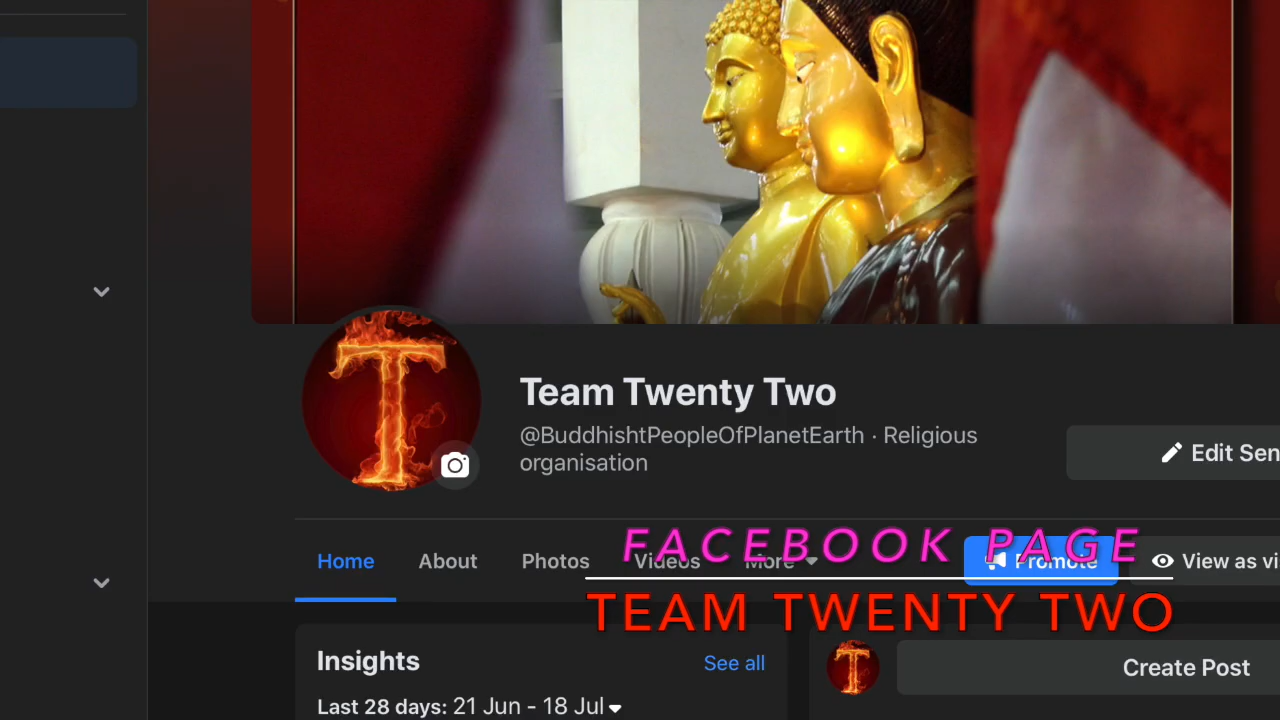 T
Team Twenty Two
@BuddhishtPeopleOfPlanetEarth · Religious
organisation
Edit Sen
FACEBOOK PAGE
Home About Photos Videos More Promote View as vi
TEAM TWENTY TWO
Insights See all
T
Create Post
Last 28 days: 21 Jun - 18 Jul